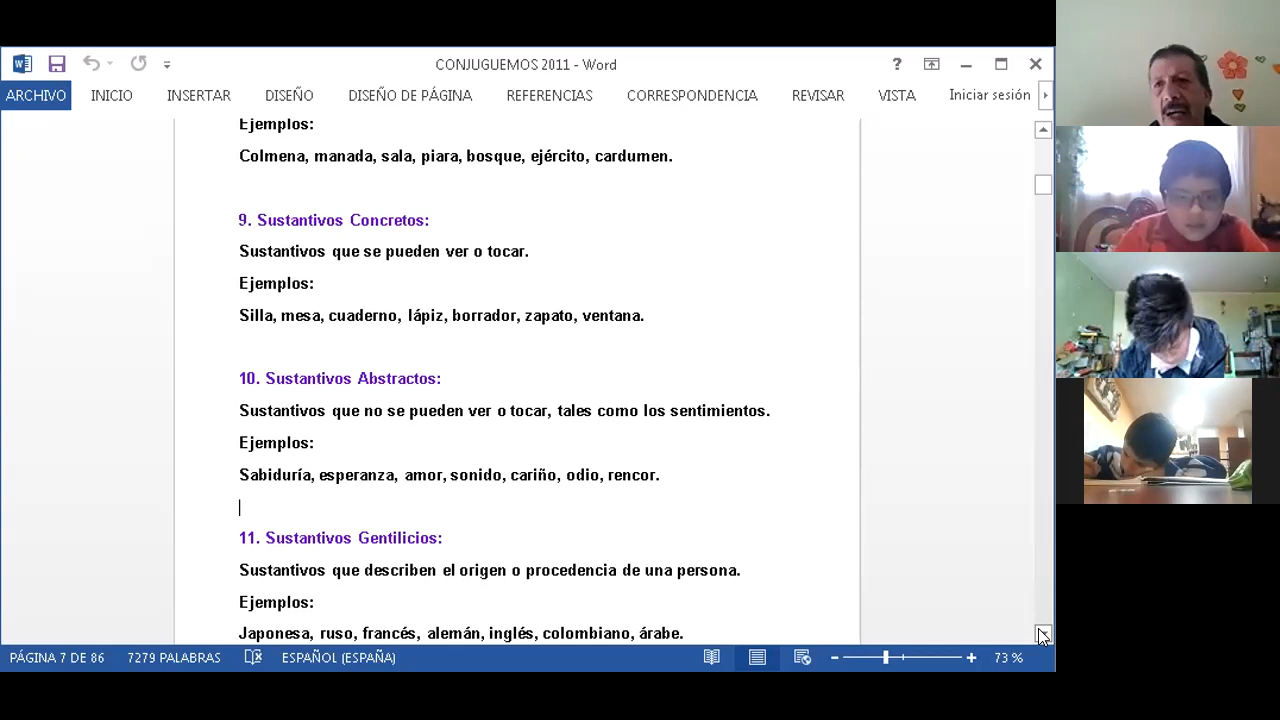 CONJUGUEMOS 2011 - Word
ARCHIVO INICIO INSERTAR DISEÑO DISEÑO DE PÁGINA REFERENCIAS CORRESPONDENCIA REVISAR VISTA Iniciar sesión
Ejemplos:
Colmena, manada, sala, piara, bosque, ejército, cardumen.
9. Sustantivos Concretos:
Sustantivos que se pueden ver o tocar.
Ejemplos:
Silla, mesa, cuaderno, lápiz, borrador, zapato, ventana.
10. Sustantivos Abstractos:
Sustantivos que no se pueden ver o tocar, tales como los sentimientos.
Ejemplos:
Sabiduría, esperanza, amor, sonido, cariño, odio, rencor.
11. Sustantivos Gentilicios:
Sustantivos que describen el origen o procedencia de una persona.
Ejemplos:
Japonesa, ruso, francés, alemán, inglés, colombiano, árabe.
PÁGINA 7 DE 86 7279 PALABRAS ESPAÑOL (ESPAÑA) 73 %